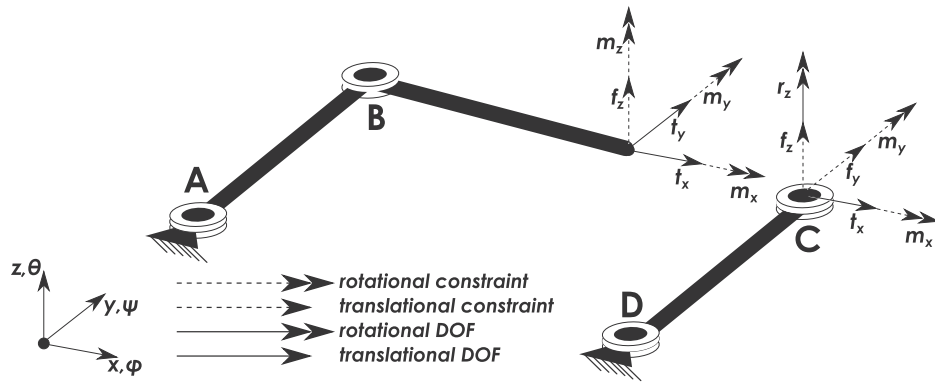 m_z
f_z
m_y
t_y
t_x
m_x
r_z
f_z
m_y
f_y
t_x
m_x
B
A
C
D
z,θ
y,ψ
x,φ
rotational constraint
translational constraint
rotational DOF
translational DOF